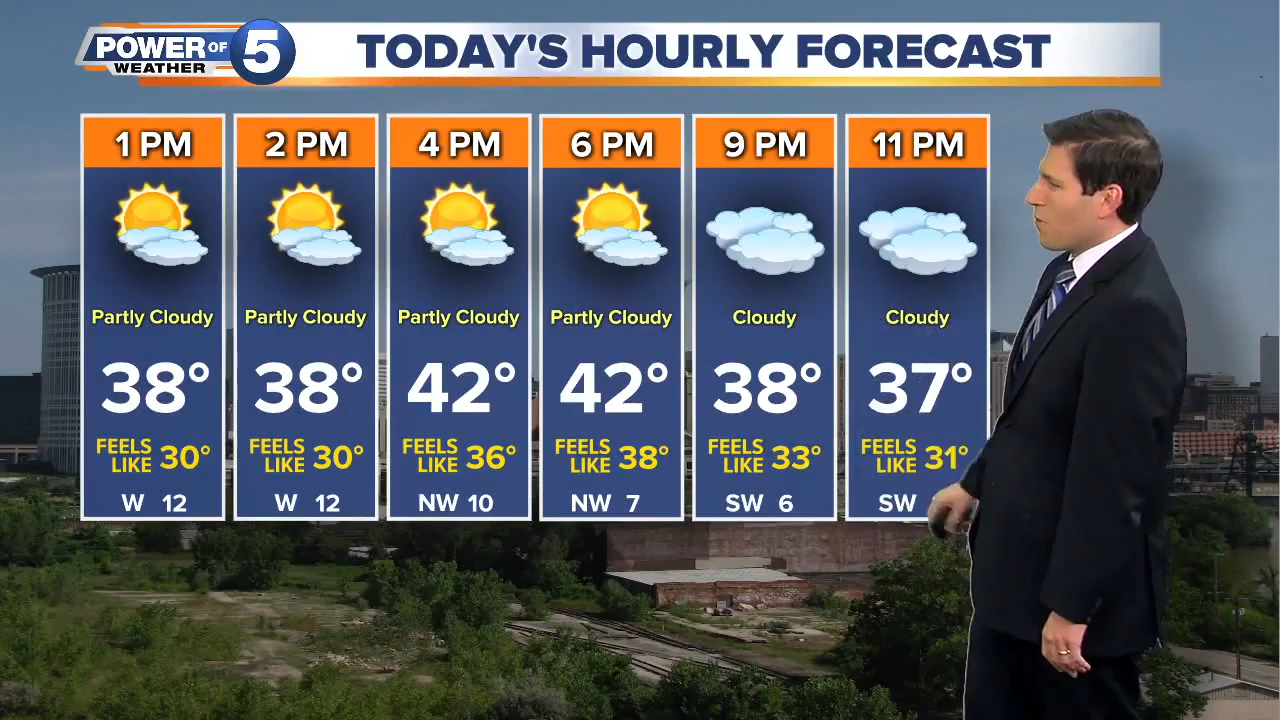 POWER OF 5
WEATHER
TODAY'S HOURLY FORECAST
1 PM
Partly Cloudy
38°
FEELS LIKE 30°
W 12
2 PM
Partly Cloudy
38°
FEELS LIKE 30°
W 12
4 PM
Partly Cloudy
42°
FEELS LIKE 36°
NW 10
6 PM
Partly Cloudy
42°
FEELS LIKE 38°
NW 7
9 PM
Cloudy
38°
FEELS LIKE 33°
SW 6
11 PM
Cloudy
37°
FEELS LIKE 31°
SW